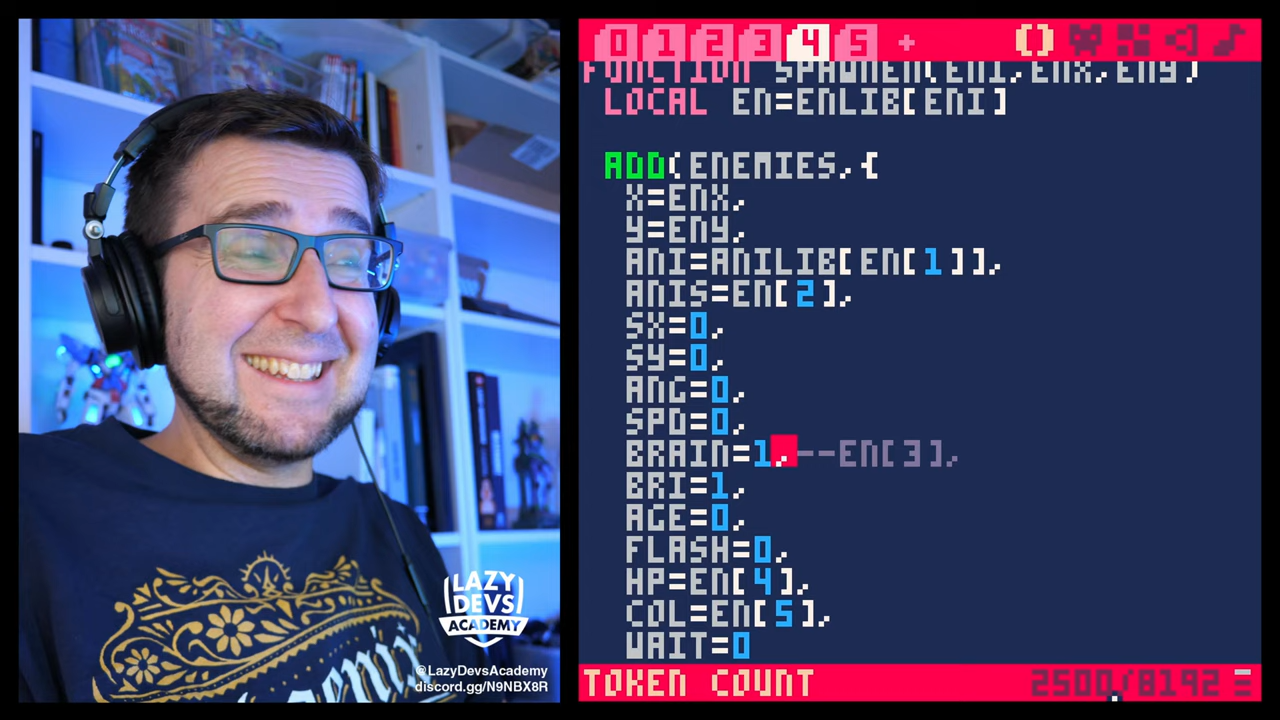 0 1 2 3 4 5 +
FUNCTION SPAWNEN(ENI,ENX,ENY)
LOCAL EN=ENLIB[ENI]
ADD(ENEMIES,{
X=ENX,
Y=ENY,
ANI=ANILIB[EN[1]],
ANIS=EN[2],
SX=0,
SY=0,
ANG=0,
SPD=0,
BRAIN=1,--EN[3],
BRI=1,
AGE=0,
FLASH=0,
HP=EN[4],
COL=EN[5],
WAIT=0
TOKEN COUNT 2500/8192
LAZY
DEVS
ACADEMY
@LazyDevsAcademy
discord.gg/N9NBX8R